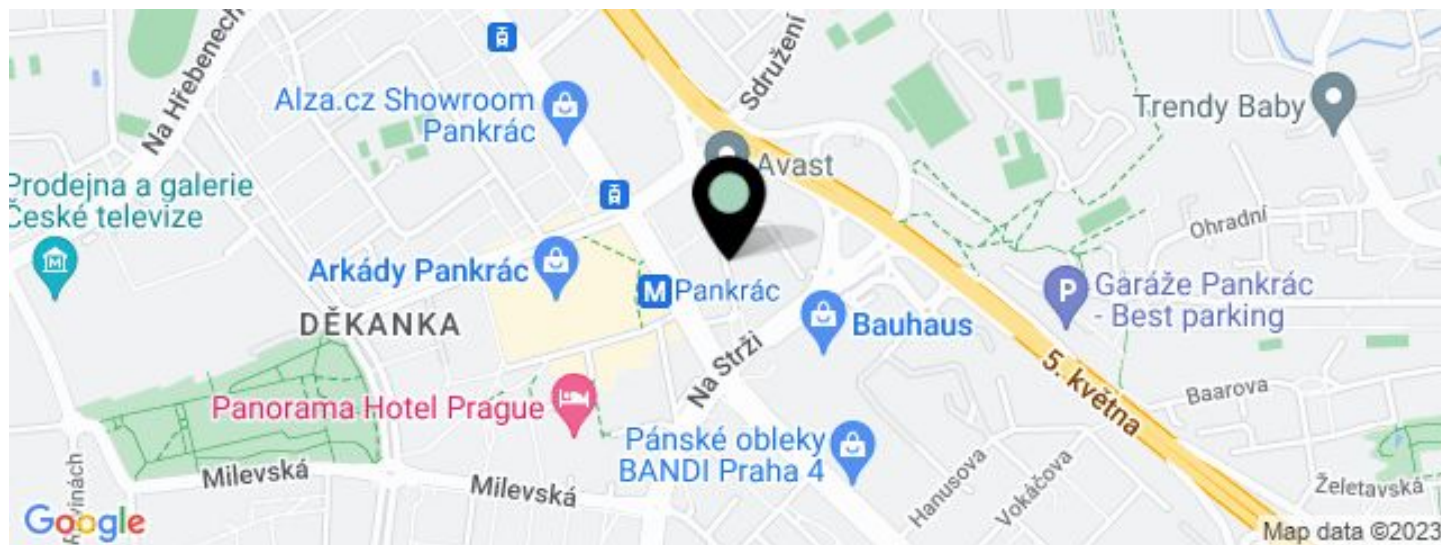 Na Hřebenech
Alza.cz Showroom
Pankrác
Sdružení
Trendy Baby
Avast
Prodejna a galerie
České televize
Ohradní
Arkády Pankrác
M Pankrác
P
Garáže Pankrác
- Best parking
DĚKANKA
Bauhaus
Na Strži
5. května
Baarova
Panorama Hotel Prague
Pánské obleky
BANDI Praha 4
Milevská
Milevská
Hanusova
Vokáčova
Želetavská
Google
Map data ©2023